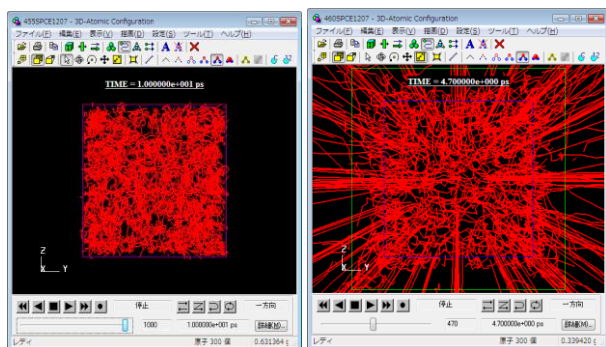 455SPCE1207 - 3D-Atomic Configuration
ファイル(F) 編集(E) 表示(V) 描画(D) 設定(S) ツール(T) ヘルプ(H)
TIME = 1.000000e+001 ps
Z
X Y
停止
一方向
1000
1.000000e+001 ps
詳細(M)...
レディ
原子 300 個
0.631364 g
460SPCE1207 - 3D-Atomic Configuration
ファイル(F) 編集(E) 表示(V) 描画(D) 設定(S) ツール(T) ヘルプ(H)
TIME = 4.700000e+000 ps
Z
X Y
停止
一方向
470
4.700000e+000 ps
詳細(M)...
レディ
原子 300 個
0.339420 g